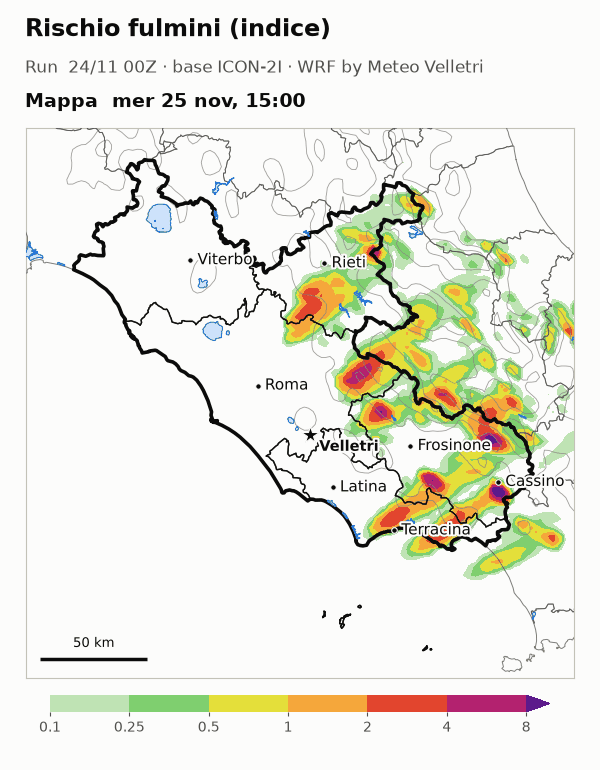 Rischio fulmini (indice)
Run  24/11 00Z · base ICON-2I · WRF by Meteo Velletri
Mappa  mer 25 nov, 15:00
Viterbo
Rieti
Roma
Velletri
Frosinone
Latina
Cassino
Terracina
50 km
0.1 0.25 0.5 1 2 4 8